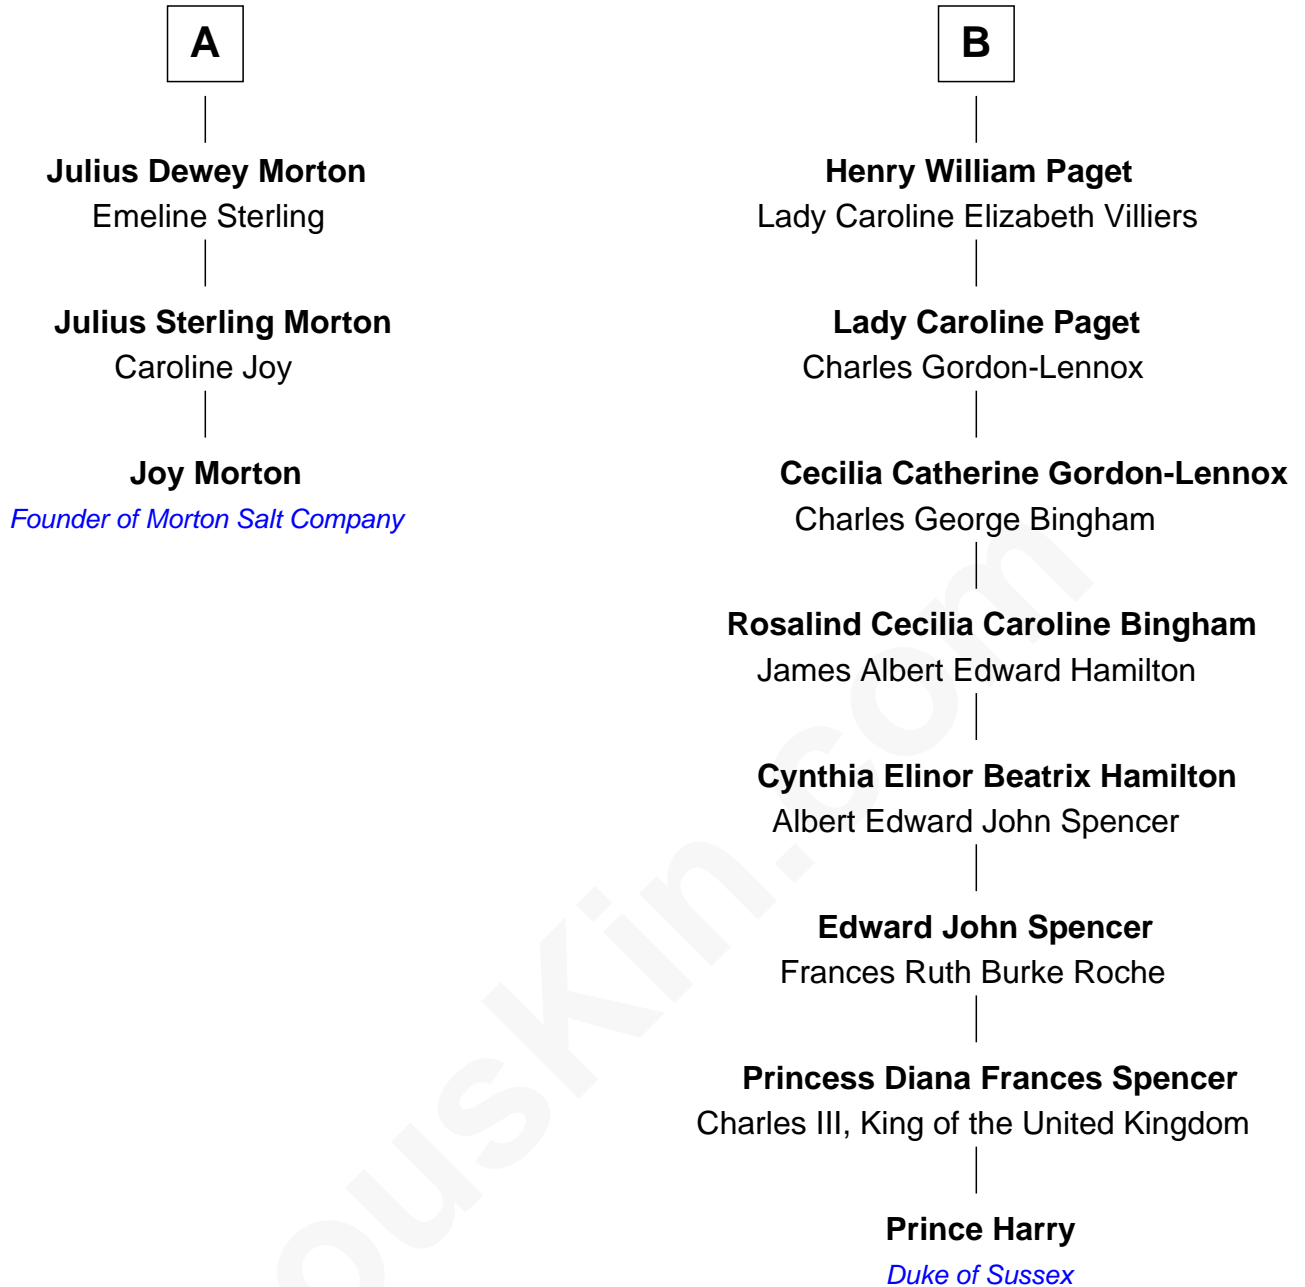 A
Julius Dewey Morton
Emeline Sterling
Julius Sterling Morton
Caroline Joy
Joy Morton
Founder of Morton Salt Company
B
Henry William Paget
Lady Caroline Elizabeth Villiers
Lady Caroline Paget
Charles Gordon-Lennox
Cecilia Catherine Gordon-Lennox
Charles George Bingham
Rosalind Cecilia Caroline Bingham
James Albert Edward Hamilton
Cynthia Elinor Beatrix Hamilton
Albert Edward John Spencer
Edward John Spencer
Frances Ruth Burke Roche
Princess Diana Frances Spencer
Charles III, King of the United Kingdom
Prince Harry
Duke of Sussex
ousKin.com